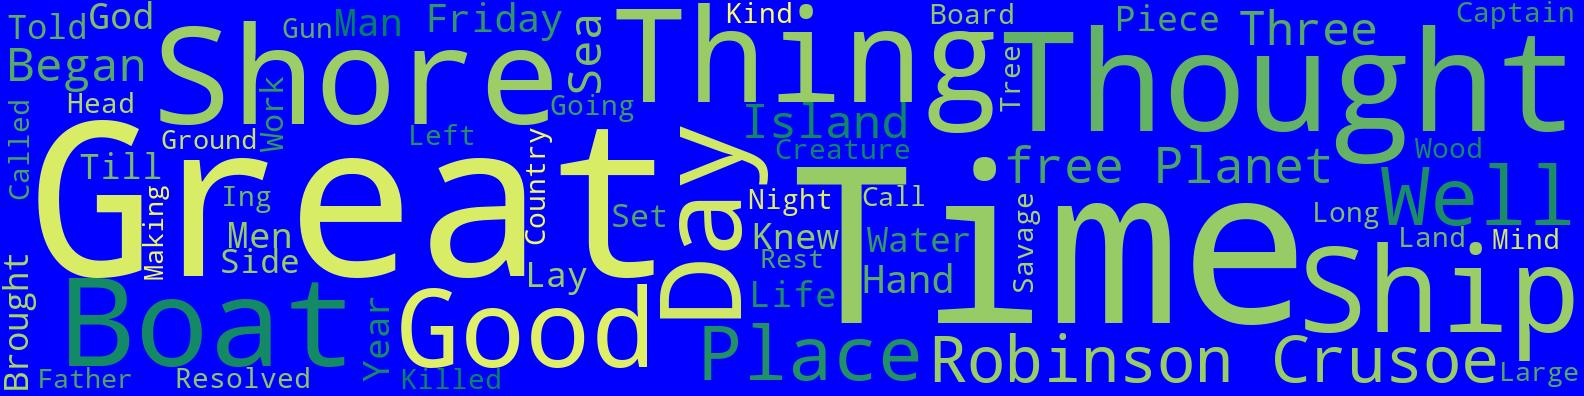 Told
God
Gun
Man
Friday
Sea
Thing
Kind
Board
Piece
Three
Captain
Began
Shore
Tree
Thought
Head
Work
Going
Called
Ground
Left
Island
Till
Great
Country
Day
Creature
free Planet
Wood
Making
Ing
Set
Night
Time
Call
Savage
Long
Well
Men
Side
Knew
Water
Land
Mind
Lay
Rest
Hand
Ship
Brought
Boat
Year
Good
Life
Place
Robinson Crusoe
Father
Resolved
Killed
Large